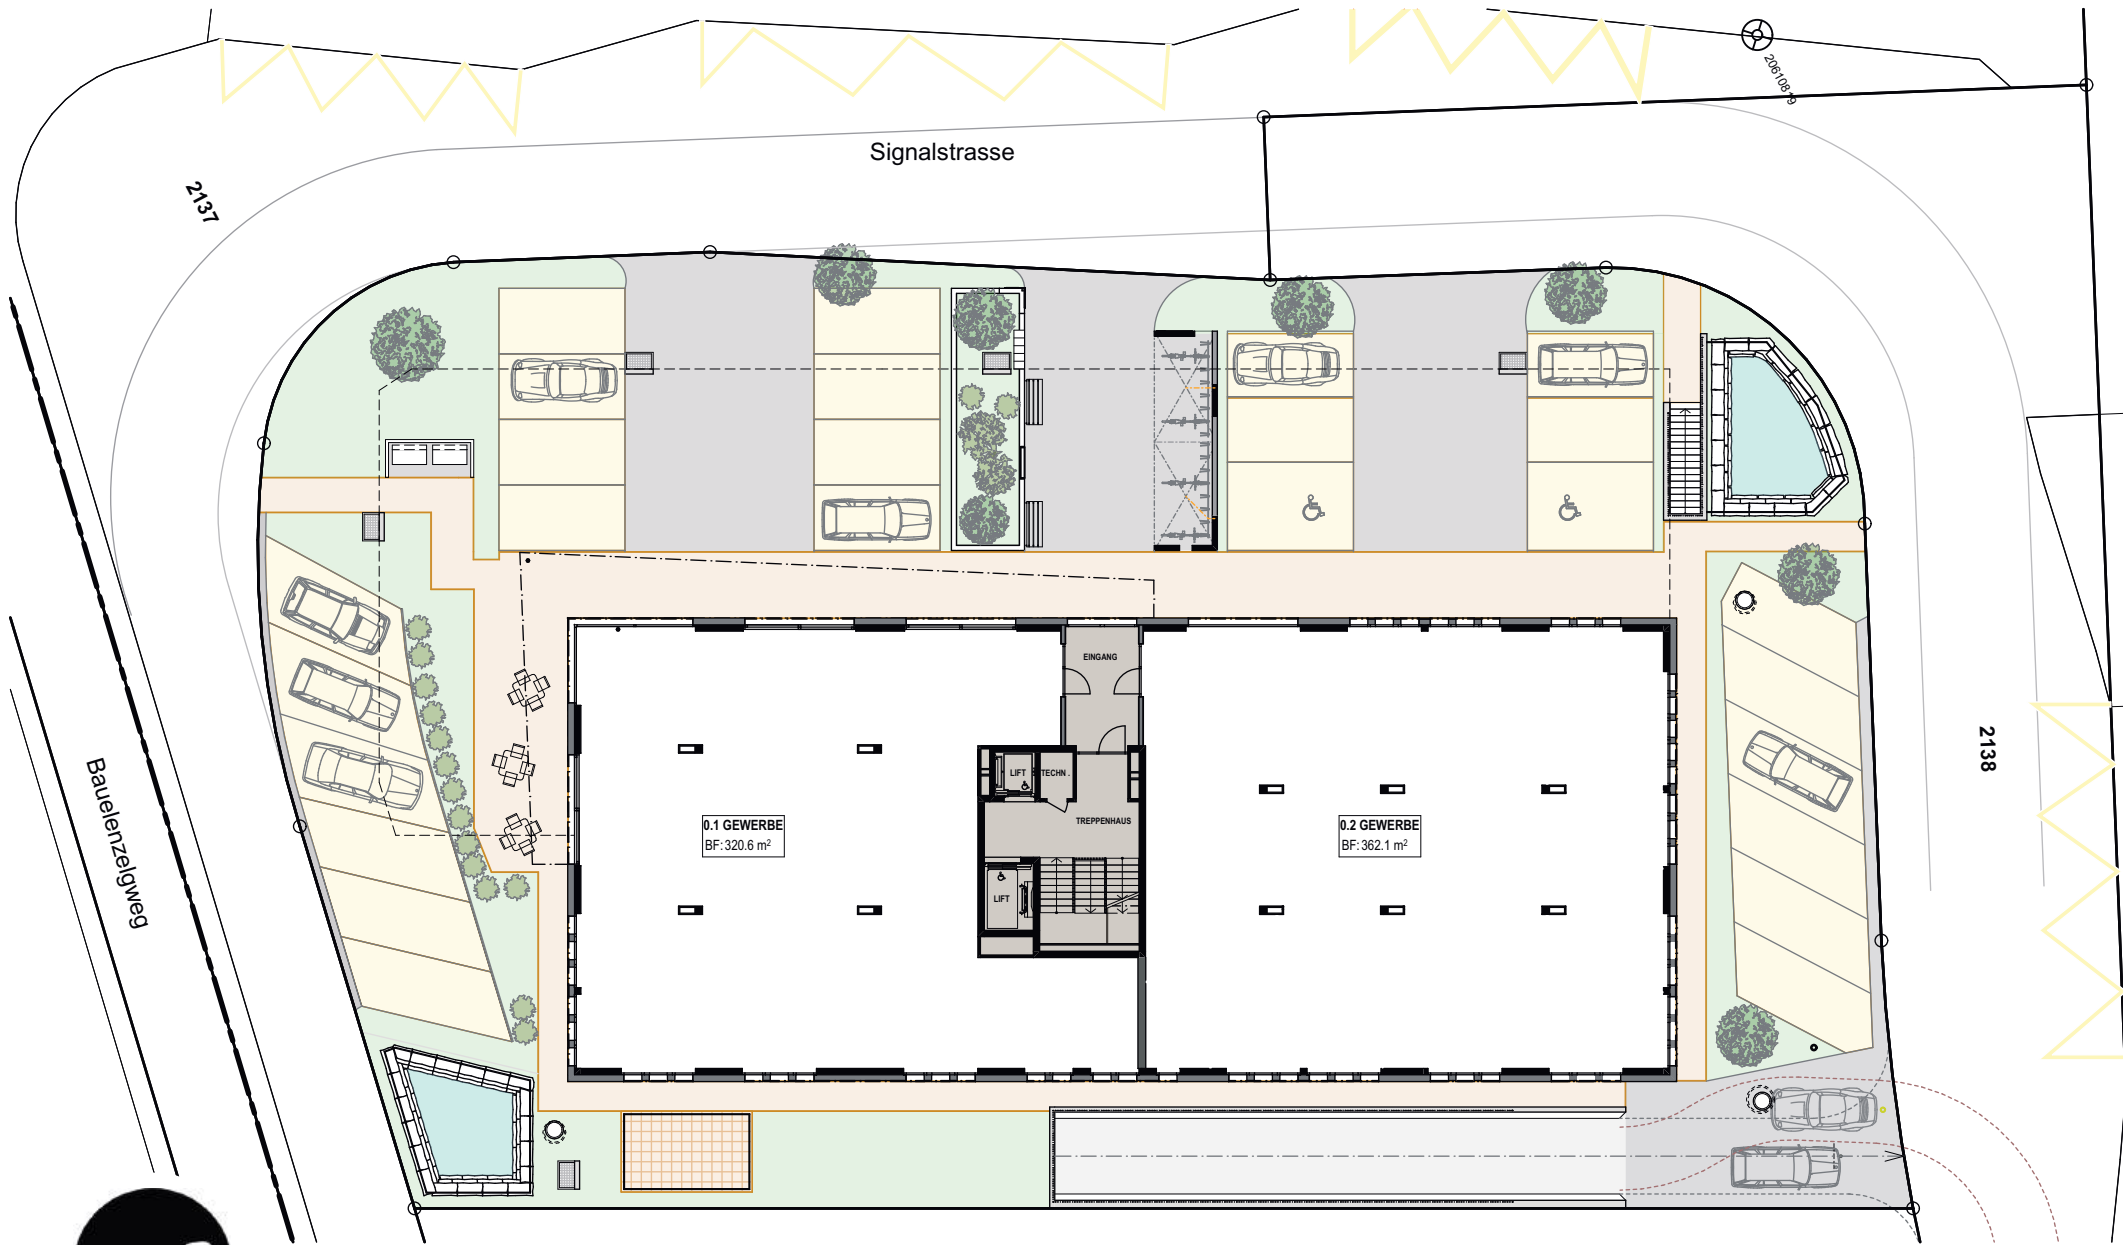 20610819
Signalstrasse
2137
EINGANG
LIFT
TECHN.
TREPPENHAUS
0.1 GEWERBE
BF: 320.6 m²
0.2 GEWERBE
BF: 362.1 m²
LIFT
2138
Bauelenzelgweg